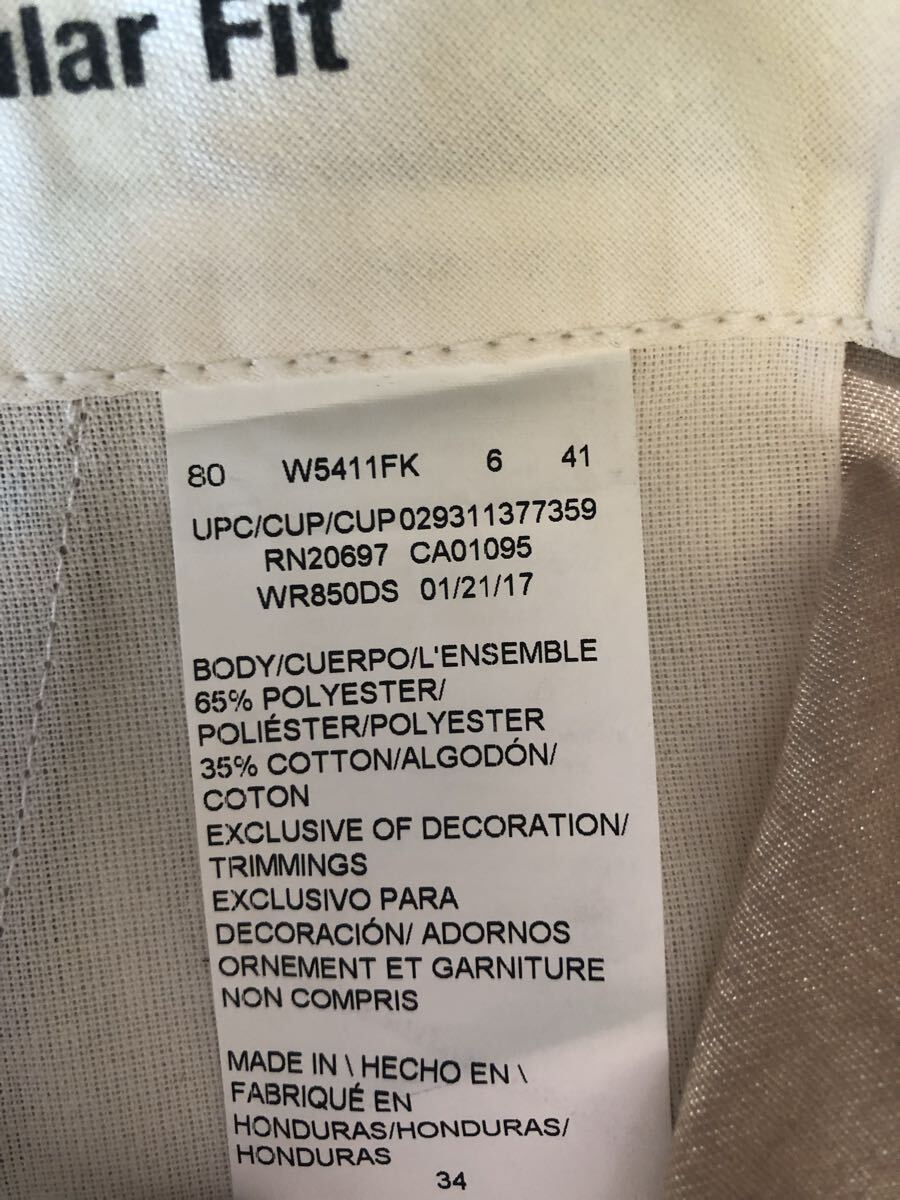 ular Fit
80 W5411FK 6 41
UPC/CUP/CUP029311377359
RN20697 CA01095
WR850DS 01/21/17
BODY/CUERPO/L'ENSEMBLE
65% POLYESTER/
POLIÉSTER/POLYESTER
35% COTTON/ALGODÓN/
COTON
EXCLUSIVE OF DECORATION/
TRIMMINGS
EXCLUSIVO PARA
DECORACIÓN/ ADORNOS
ORNEMENT ET GARNITURE
NON COMPRIS
MADE IN \ HECHO EN \
FABRIQUÉ EN
HONDURAS/HONDURAS/
HONDURAS
34